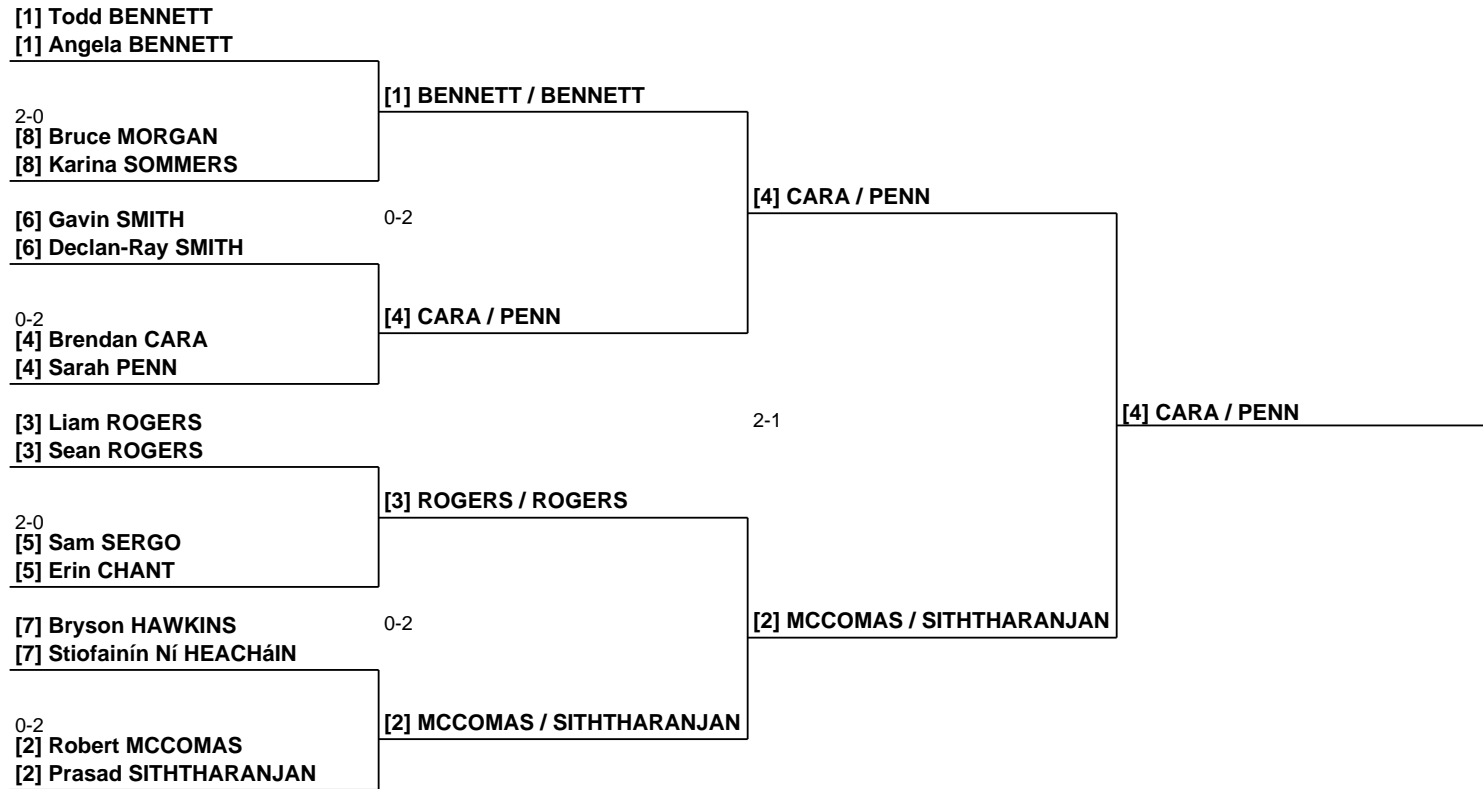 [1] Todd BENNETT
[1] Angela BENNETT
[1] BENNETT / BENNETT
2-0
[8] Bruce MORGAN
[8] Karina SOMMERS
[4] CARA / PENN
[6] Gavin SMITH
0-2
[6] Declan-Ray SMITH
[4] CARA / PENN
0-2
[4] Brendan CARA
[4] Sarah PENN
[4] CARA / PENN
[3] Liam ROGERS
2-1
[3] Sean ROGERS
[3] ROGERS / ROGERS
2-0
[5] Sam SERGO
[5] Erin CHANT
[2] MCCOMAS / SITHTHARANJAN
[7] Bryson HAWKINS
0-2
[7] Stiofainín Ní HEACHáIN
[2] MCCOMAS / SITHTHARANJAN
0-2
[2] Robert MCCOMAS
[2] Prasad SITHTHARANJAN